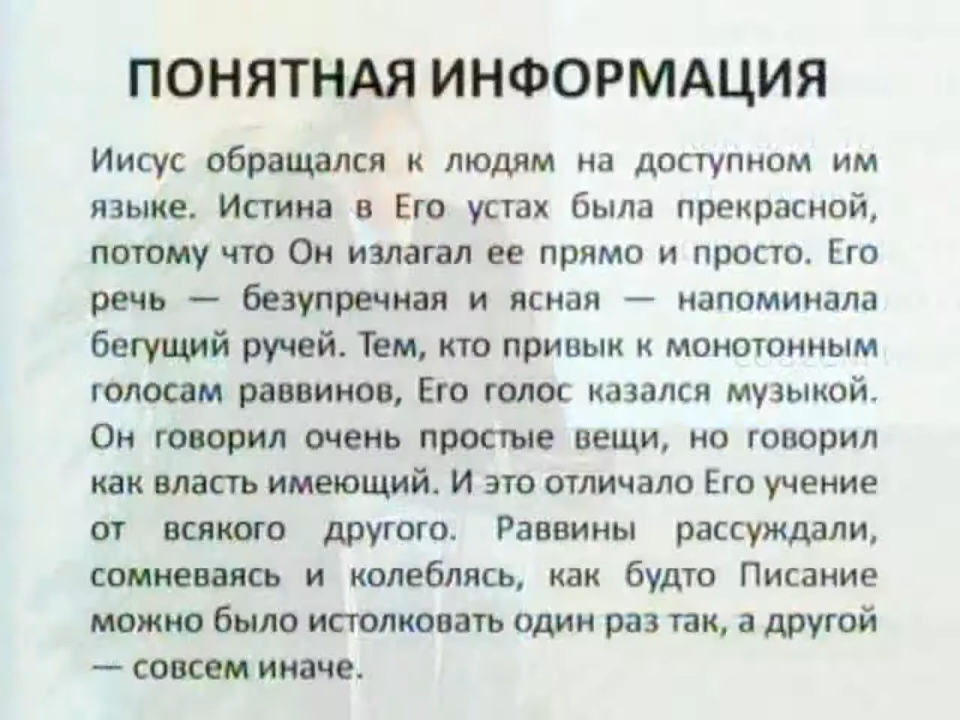 ПОНЯТНАЯ ИНФОРМАЦИЯ
Иисус обращался к людям на доступном им
языке. Истина в Его устах была прекрасной,
потому что Он излагал ее прямо и просто. Его
речь — безупречная и ясная — напоминала
бегущий ручей. Тем, кто привык к монотонным
голосам раввинов, Его голос казался музыкой.
Он говорил очень простые вещи, но говорил
как власть имеющий. И это отличало Его учение
от всякого другого. Раввины рассуждали,
сомневаясь и колеблясь, как будто Писание
можно было истолковать один раз так, а другой
— совсем иначе.